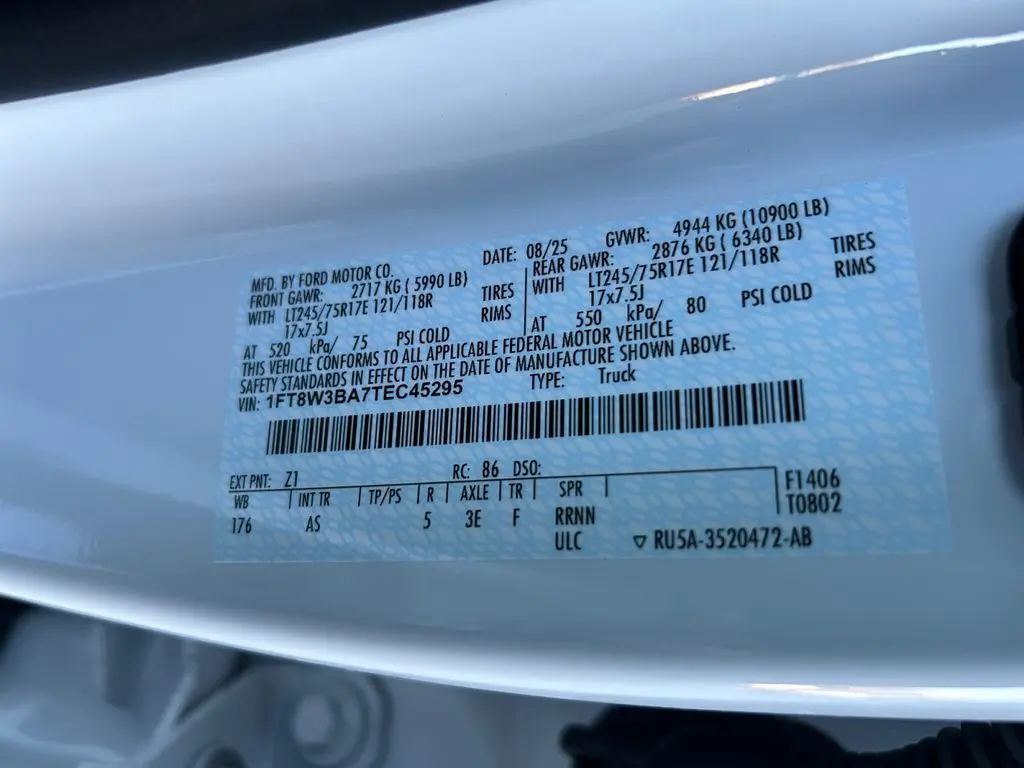 MFD. BY FORD MOTOR CO. DATE: 08/25 GVWR: 4944 KG (10900 LB)
FRONT GAWR: 2717 KG ( 5990 LB) REAR GAWR: 2876 KG ( 6340 LB)
WITH LT245/75R17E 121/118R TIRES WITH LT245/75R17E 121/118R TIRES
17x7.5J RIMS 17x7.5J RIMS
AT 520 kPa/ 75 PSI COLD AT 550 kPa/ 80 PSI COLD
THIS VEHICLE CONFORMS TO ALL APPLICABLE FEDERAL MOTOR VEHICLE
SAFETY STANDARDS IN EFFECT ON THE DATE OF MANUFACTURE SHOWN ABOVE.
VIN: 1FT8W3BA7TEC45295 TYPE: Truck
EXT PNT: Z1 RC: 86 DSO:
WB INT TR TP/PS R AXLE TR SPR F1406
176 AS 5 3E F RRNN T0802
ULC ▽ RU5A-3520472-AB